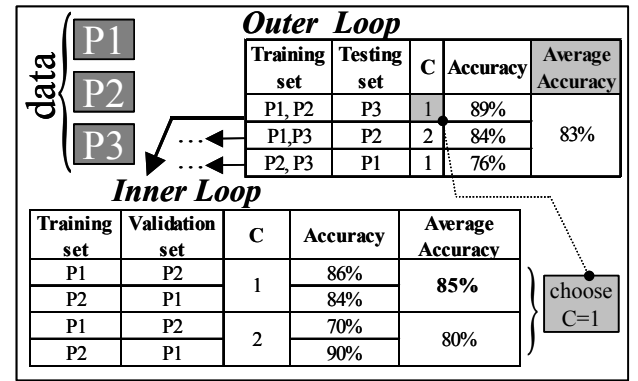 data
P1
P2
P3
Outer Loop
Training set Testing set C Accuracy Average Accuracy
P1, P2 P3 1 89% 83%
... P1,P3 P2 2 84%
... P2, P3 P1 1 76%
Inner Loop
Training set Validation set C Accuracy Average Accuracy
P1 P2 1 86% 85%
P2 P1 84%
P1 P2 2 70% 80%
P2 P1 90%
choose
C=1